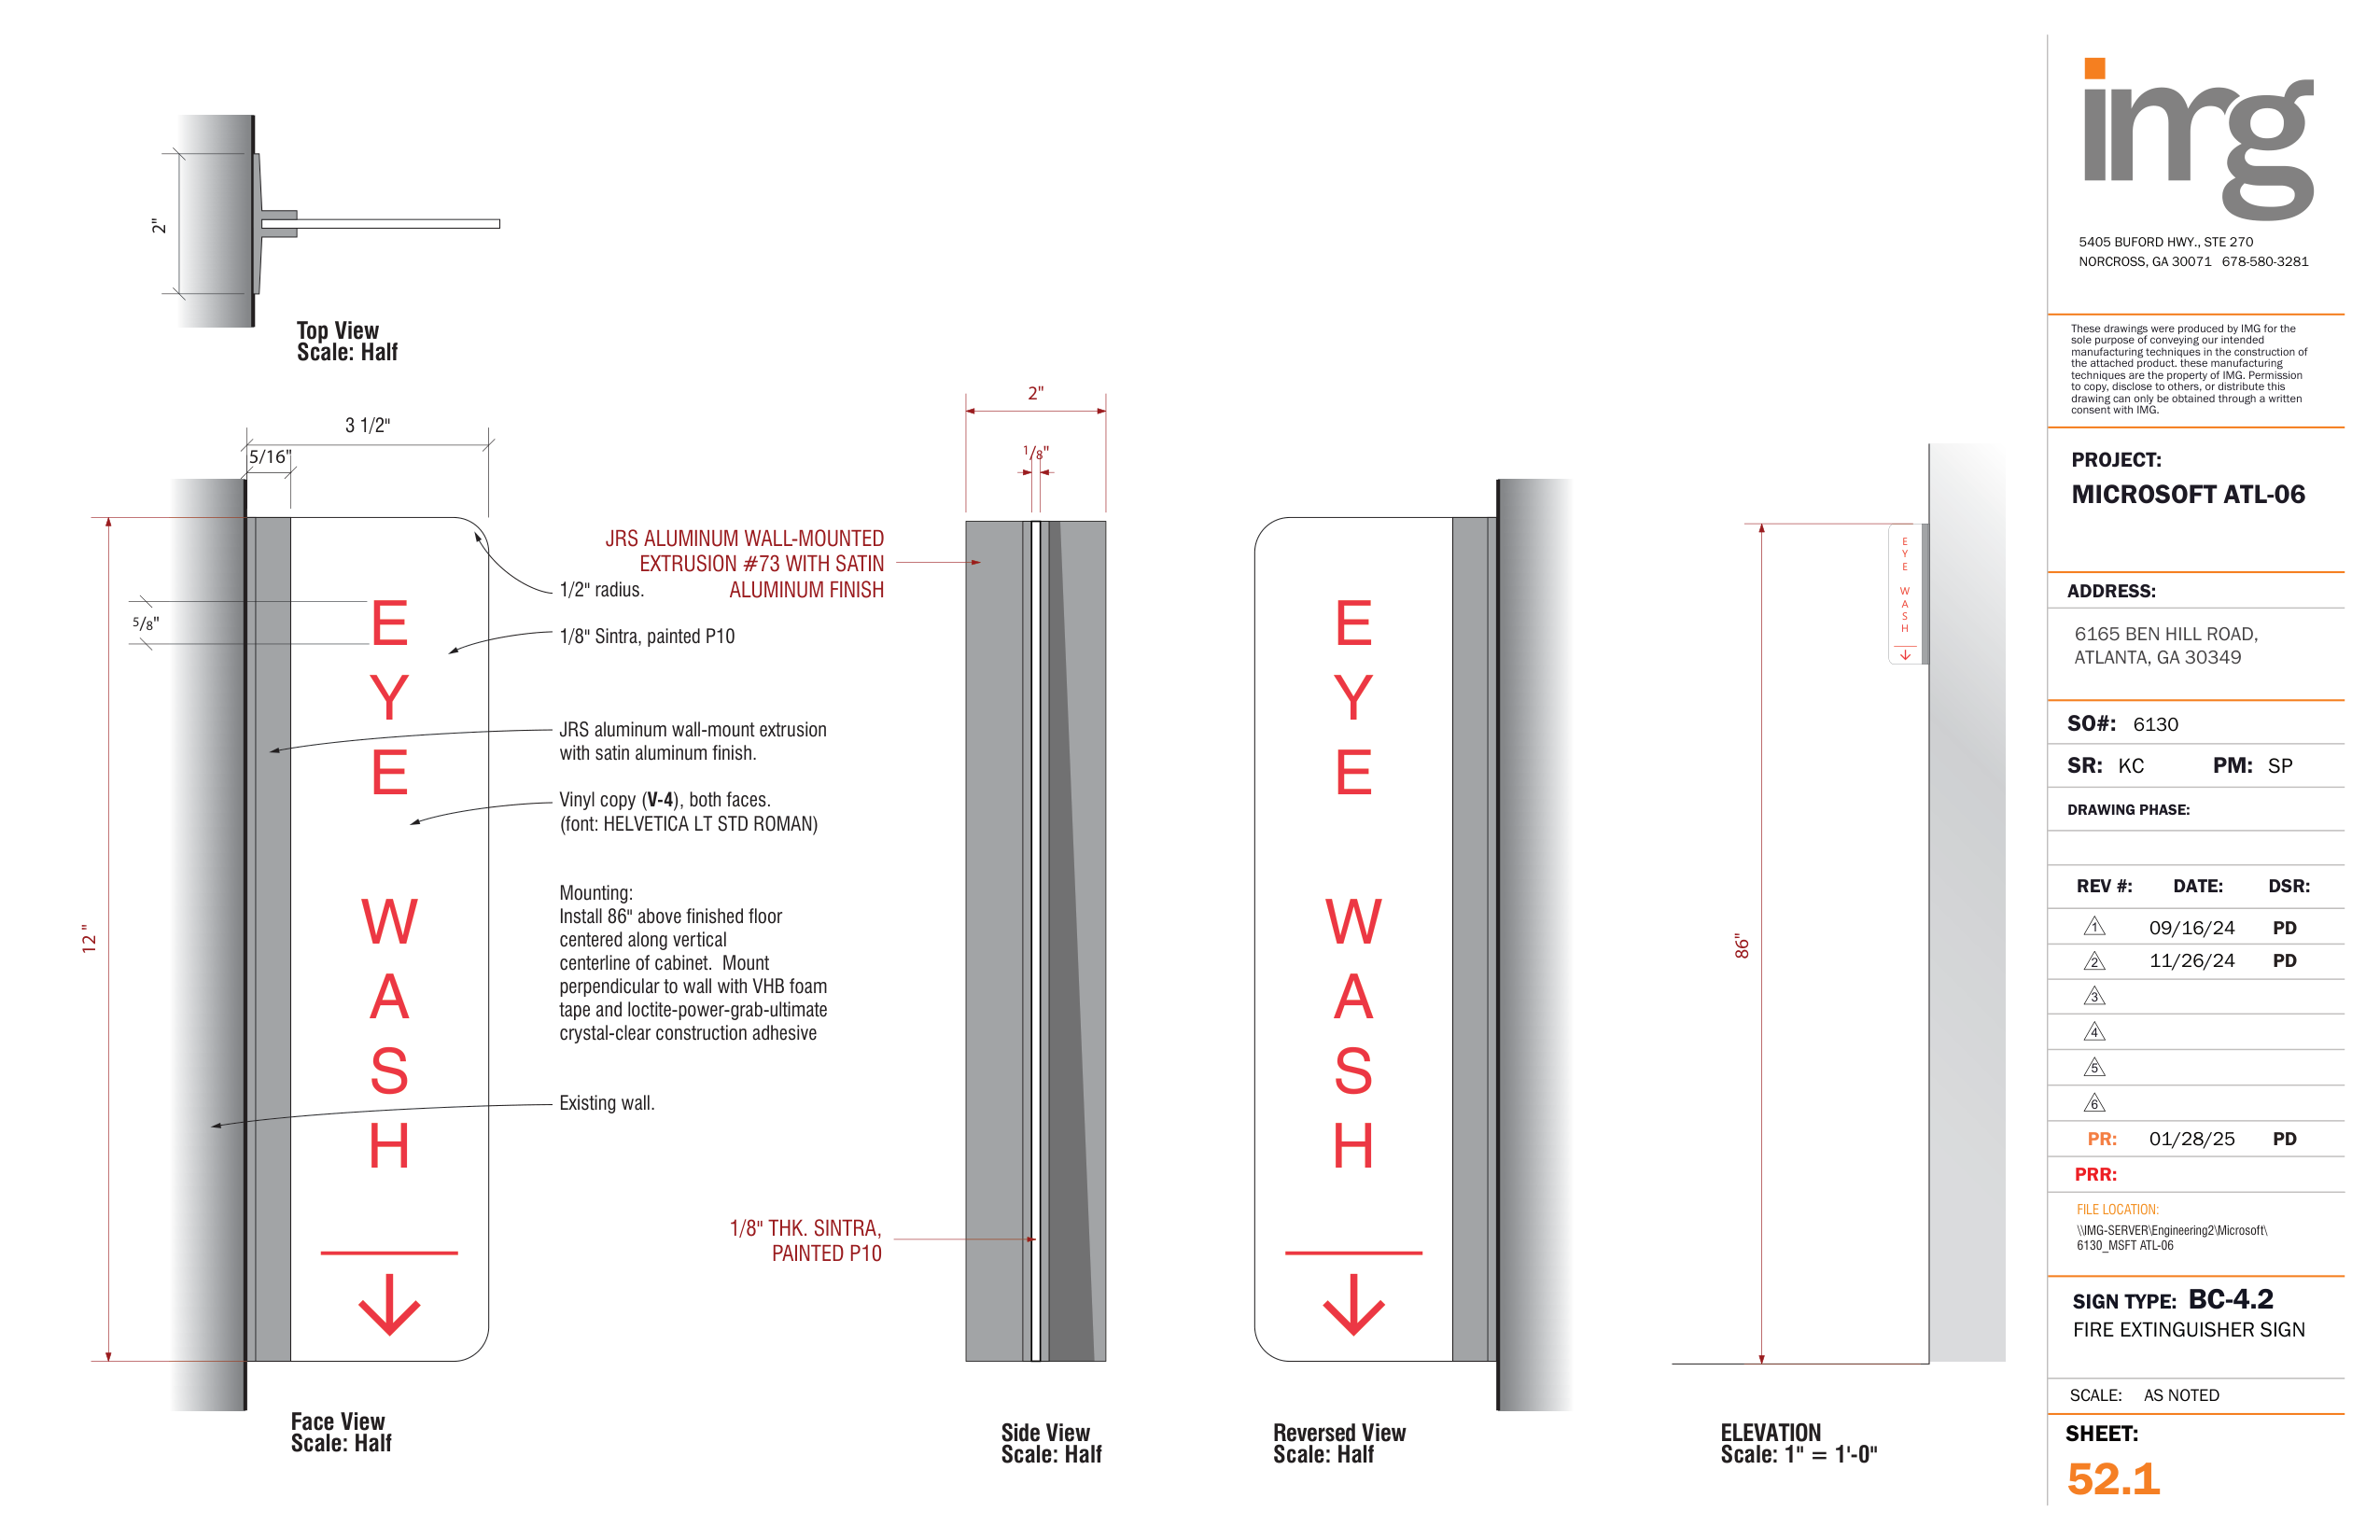 2"
Top View
Scale: Half
3 1/2"
5/16"
5/8"
12 "
E
Y
E
W
A
S
H
1/2" radius.
1/8" Sintra, painted P10
JRS aluminum wall-mount extrusion
with satin aluminum finish.
Vinyl copy (V-4), both faces.
(font: HELVETICA LT STD ROMAN)
Mounting:
Install 86" above finished floor
centered along vertical
centerline of cabinet. Mount
perpendicular to wall with VHB foam
tape and loctite-power-grab-ultimate
crystal-clear construction adhesive
Existing wall.
Face View
Scale: Half
2"
1/8"
JRS ALUMINUM WALL-MOUNTED
EXTRUSION #73 WITH SATIN
ALUMINUM FINISH
1/8" THK. SINTRA,
PAINTED P10
Side View
Scale: Half
E
Y
E
W
A
S
H
Reversed View
Scale: Half
E
Y
E
W
A
S
H
86"
ELEVATION
Scale: 1" = 1'-0"
img
5405 BUFORD HWY., STE 270
NORCROSS, GA 30071 678-580-3281
These drawings were produced by IMG for the
sole purpose of conveying our intended
manufacturing techniques in the construction of
the attached product. these manufacturing
techniques are the property of IMG. Permission
to copy, disclose to others, or distribute this
drawing can only be obtained through a written
consent with IMG.
PROJECT:
MICROSOFT ATL-06
ADDRESS:
6165 BEN HILL ROAD,
ATLANTA, GA 30349
SO#: 6130
SR: KC PM: SP
DRAWING PHASE:
REV #: DATE: DSR:
1 09/16/24 PD
2 11/26/24 PD
3
4
5
6
PR: 01/28/25 PD
PRR:
FILE LOCATION:
\\IMG-SERVER\Engineering2\Microsoft\
6130_MSFT ATL-06
SIGN TYPE: BC-4.2
FIRE EXTINGUISHER SIGN
SCALE: AS NOTED
SHEET:
52.1